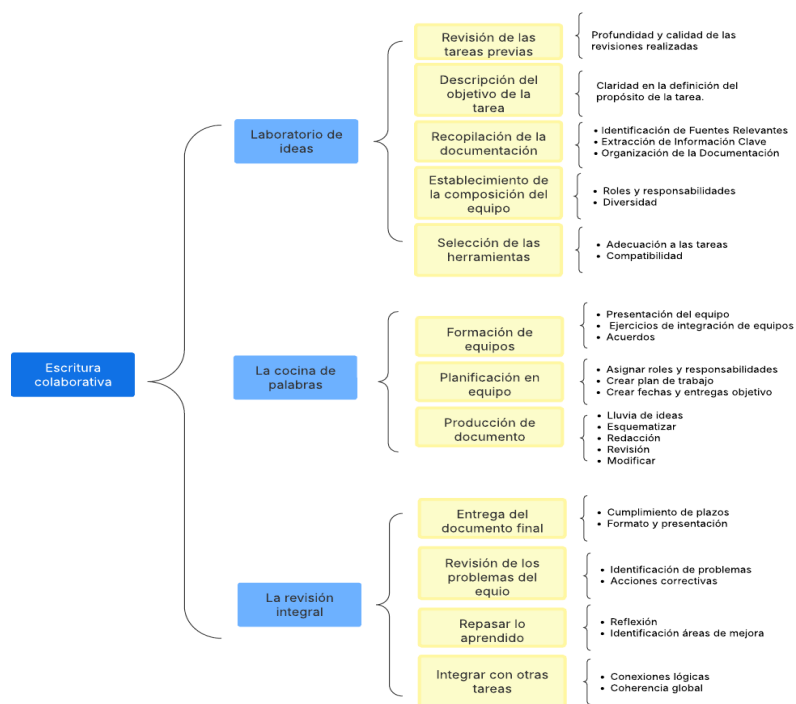 Escritura
colaborativa
Laboratorio de
ideas
Revisión de las
tareas previas
Profundidad y calidad de las
revisiones realizadas
Descripción del
objetivo de la
tarea
Claridad en la definición del
propósito de la tarea.
Recopilación de la
documentación
• Identificación de Fuentes Relevantes
• Extracción de Información Clave
• Organización de la Documentación
Establecimiento de
la composición del
equipo
• Roles y responsabilidades
• Diversidad
Selección de las
herramientas
• Adecuación a las tareas
• Compatibilidad
La cocina de
palabras
Formación de
equipos
• Presentación del equipo
• Ejercicios de integración de equipos
• Acuerdos
Planificación en
equipo
• Asignar roles y responsabilidades
• Crear plan de trabajo
• Crear fechas y entregas objetivo
Producción de
documento
• Lluvia de ideas
• Esquematizar
• Redacción
• Revisión
• Modificar
La revisión
integral
Entrega del
documento final
• Cumplimiento de plazos
• Formato y presentación
Revisión de los
problemas del
equio
• Identificación de problemas
• Acciones correctivas
Repasar lo
aprendido
• Reflexión
• Identificación áreas de mejora
Integrar con otras
tareas
• Conexiones lógicas
• Coherencia global